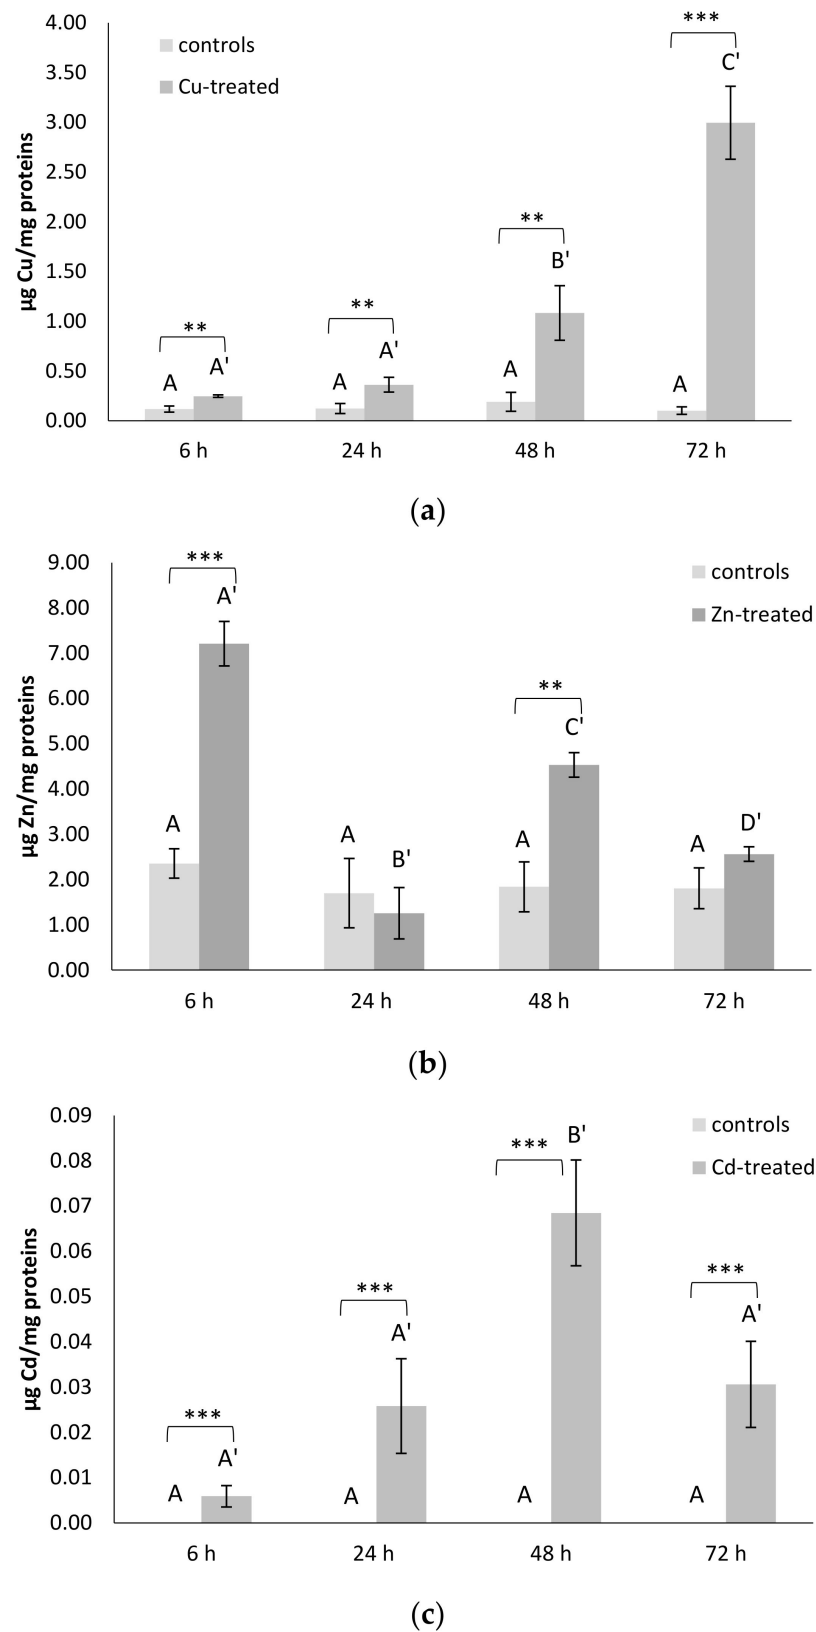 4.00
3.50
3.00
2.50
2.00
1.50
1.00
0.50
0.00
µg Cu/mg proteins
controls
Cu-treated
**
A
A'
**
A
A'
**
A
B'
***
A
C'
6 h
24 h
48 h
72 h
(a)
9.00
8.00
7.00
6.00
5.00
4.00
3.00
2.00
1.00
0.00
µg Zn/mg proteins
controls
Zn-treated
***
A
A'
A
B'
**
A
C'
A
D'
6 h
24 h
48 h
72 h
(b)
0.09
0.08
0.07
0.06
0.05
0.04
0.03
0.02
0.01
0.00
µg Cd/mg proteins
controls
Cd-treated
***
A
A'
***
A
A'
***
A
B'
***
A
A'
6 h
24 h
48 h
72 h
(c)